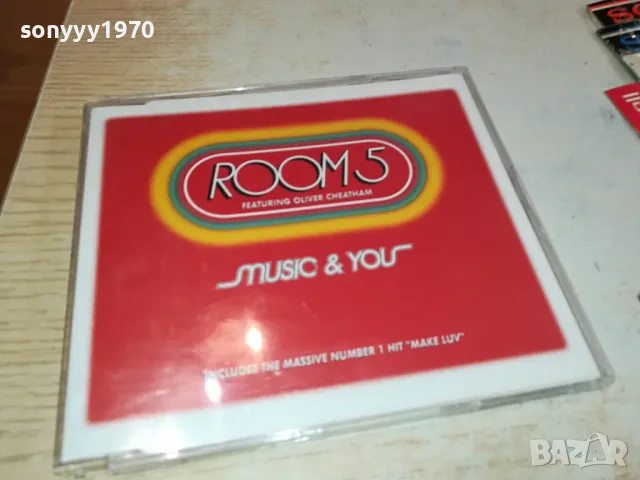 sonyyy1970
ROOM 5
FEATURING OLIVER CHEATHAM
MUSIC & YOU
INCLUDES THE MASSIVE NUMBER 1 HIT "MAKE LUV"
BAZAR